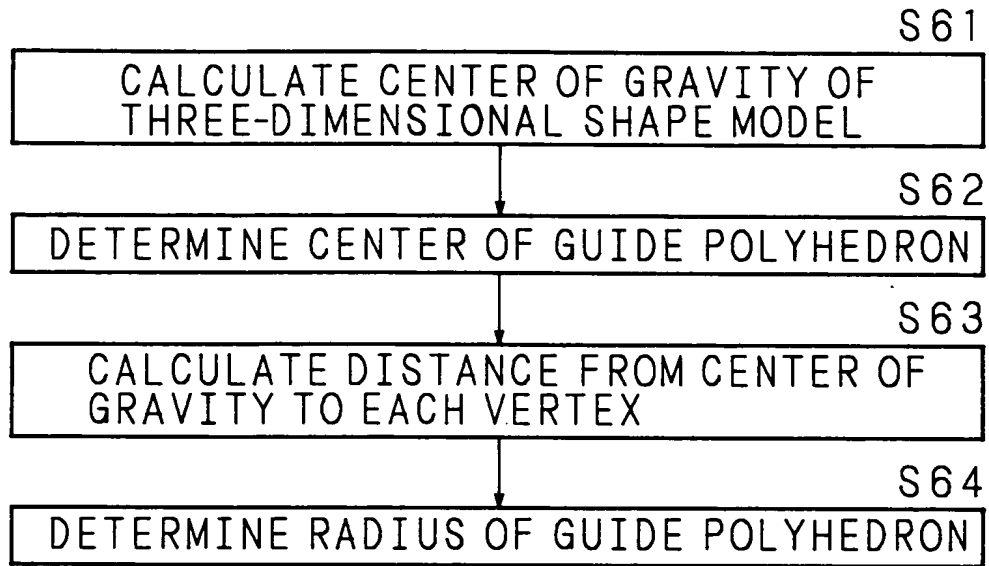 S61
CALCULATE CENTER OF GRAVITY OF
THREE-DIMENSIONAL SHAPE MODEL
S62
DETERMINE CENTER OF GUIDE POLYHEDRON
S63
CALCULATE DISTANCE FROM CENTER OF
GRAVITY TO EACH VERTEX
S64
DETERMINE RADIUS OF GUIDE POLYHEDRON